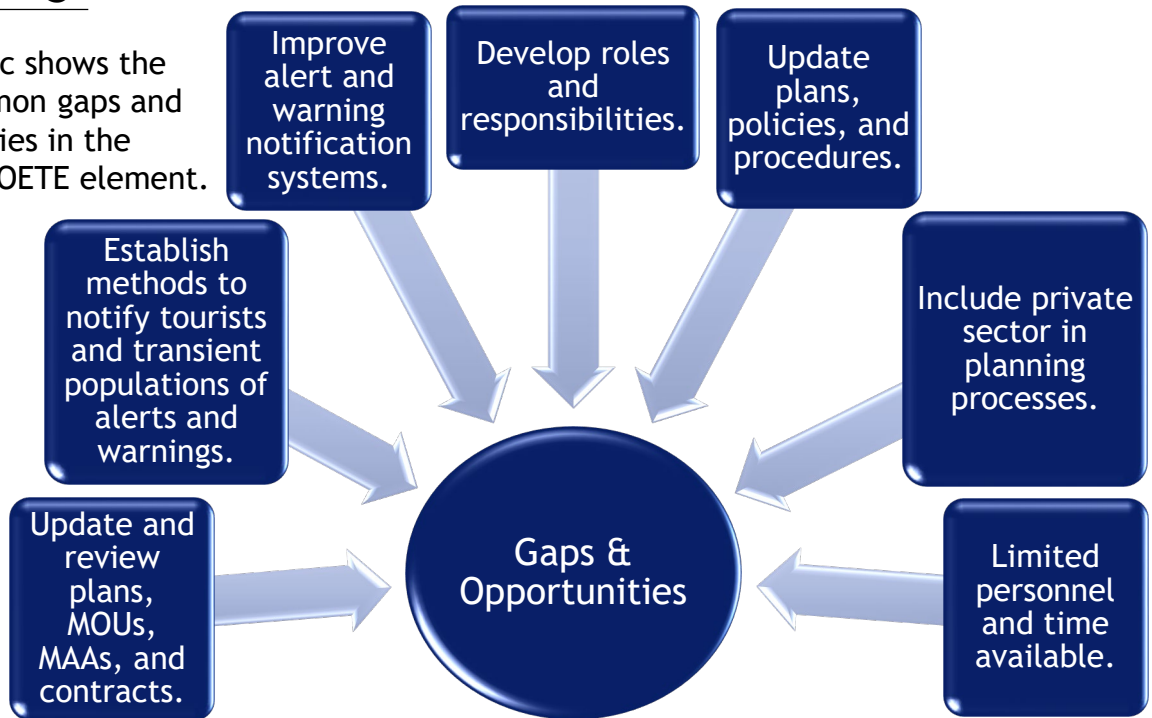 c shows the
mon gaps and
ies in the
OETE element.
Improve
alert and
warning
notification
systems.
Develop roles
and
responsibilities.
Update
plans,
policies, and
procedures.
Establish
methods to
notify tourists
and transient
populations of
alerts and
warnings.
Include private
sector in
planning
processes.
Update and
review
plans,
MOUs,
MAAs, and
contracts.
Gaps &
Opportunities
Limited
personnel
and time
available.